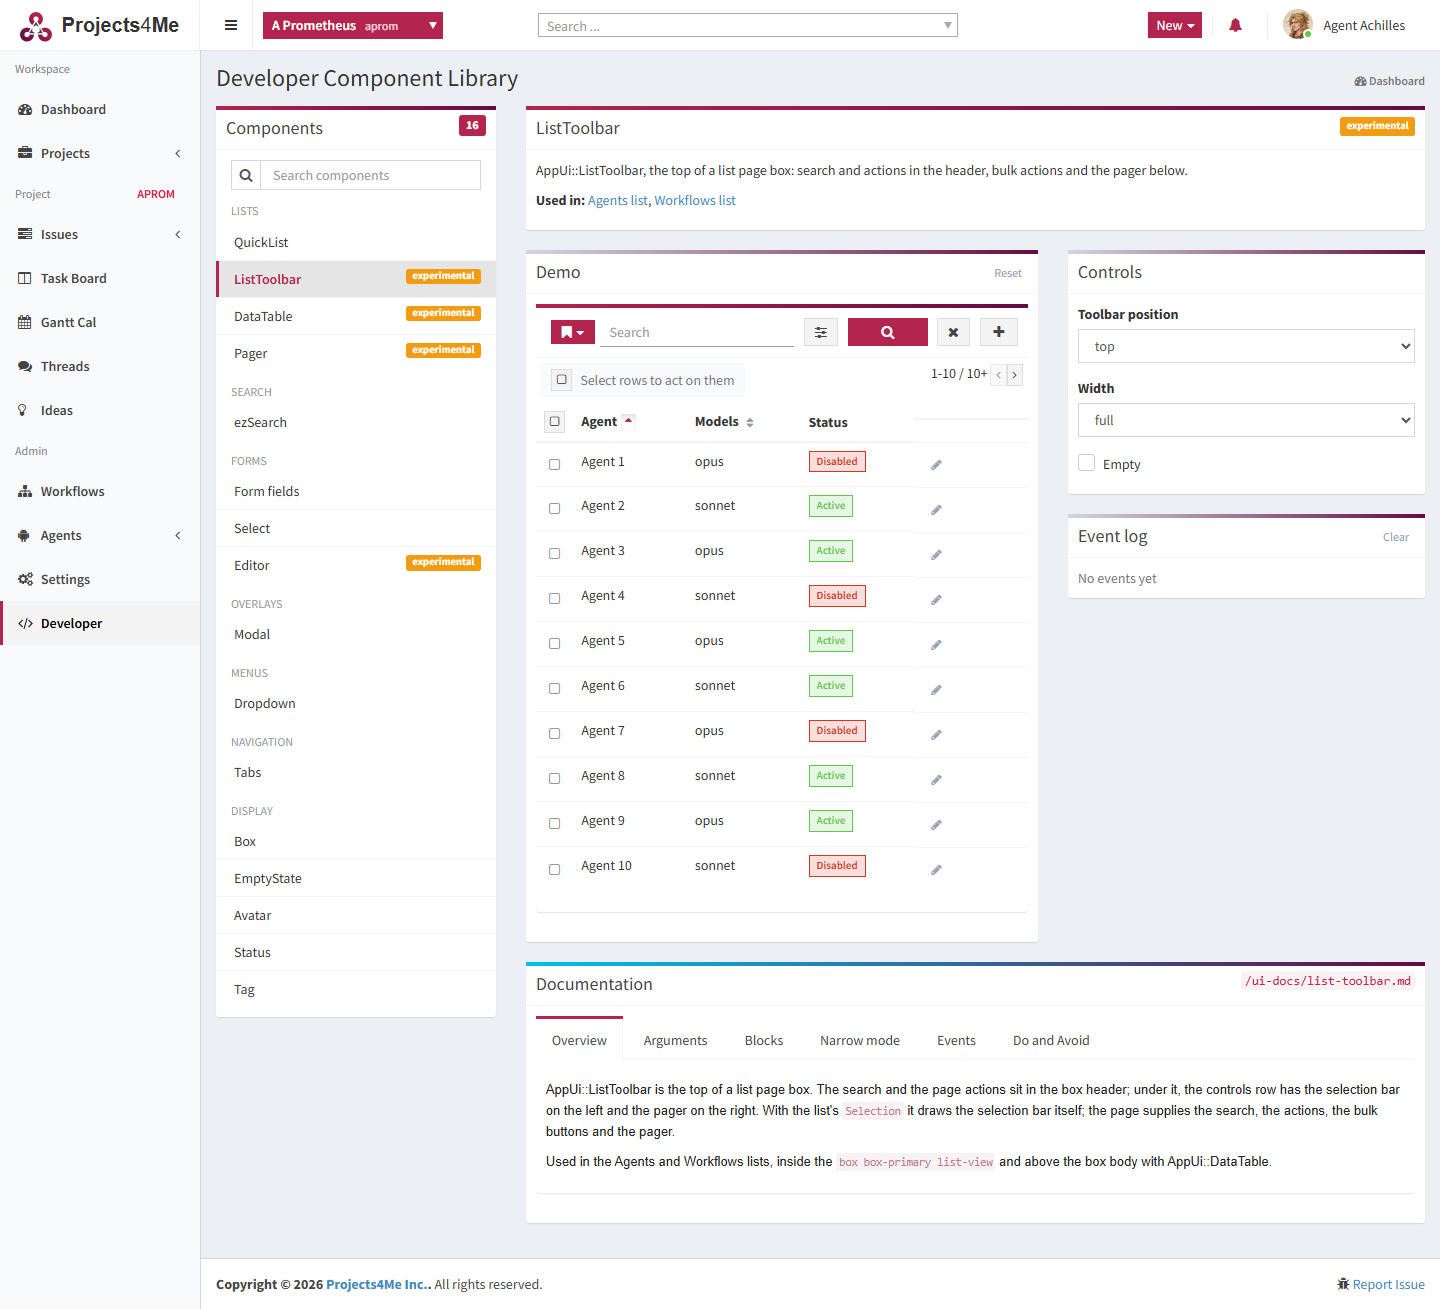 Projects4Me
A Prometheus aprom
Search ...
New
Agent Achilles
Workspace
Dashboard
Projects
Project APROM
Issues
Task Board
Gantt Cal
Threads
Ideas
Admin
Workflows
Agents
Settings
Developer
Developer Component Library
Dashboard
Components 16
Search components
LISTS
QuickList
ListToolbar experimental
DataTable experimental
Pager experimental
SEARCH
ezSearch
FORMS
Form fields
Select
Editor experimental
OVERLAYS
Modal
MENUS
Dropdown
NAVIGATION
Tabs
DISPLAY
Box
EmptyState
Avatar
Status
Tag
ListToolbar experimental
AppUi::ListToolbar, the top of a list page box: search and actions in the header, bulk actions and the pager below.
Used in: Agents list, Workflows list
Demo Reset
Search
Select rows to act on them
1-10 / 10+
Agent Models Status
Agent 1 opus Disabled
Agent 2 sonnet Active
Agent 3 opus Active
Agent 4 sonnet Disabled
Agent 5 opus Active
Agent 6 sonnet Active
Agent 7 opus Disabled
Agent 8 sonnet Active
Agent 9 opus Active
Agent 10 sonnet Disabled
Controls
Toolbar position
top
Width
full
Empty
Event log Clear
No events yet
Documentation /ui-docs/list-toolbar.md
Overview Arguments Blocks Narrow mode Events Do and Avoid
AppUi::ListToolbar is the top of a list page box. The search and the page actions sit in the box header; under it, the controls row has the selection bar
on the left and the pager on the right. With the list's Selection it draws the selection bar itself; the page supplies the search, the actions, the bulk
buttons and the pager.
Used in the Agents and Workflows lists, inside the box box-primary list-view and above the box body with AppUi::DataTable.
Copyright © 2026 Projects4Me Inc.. All rights reserved.
Report Issue